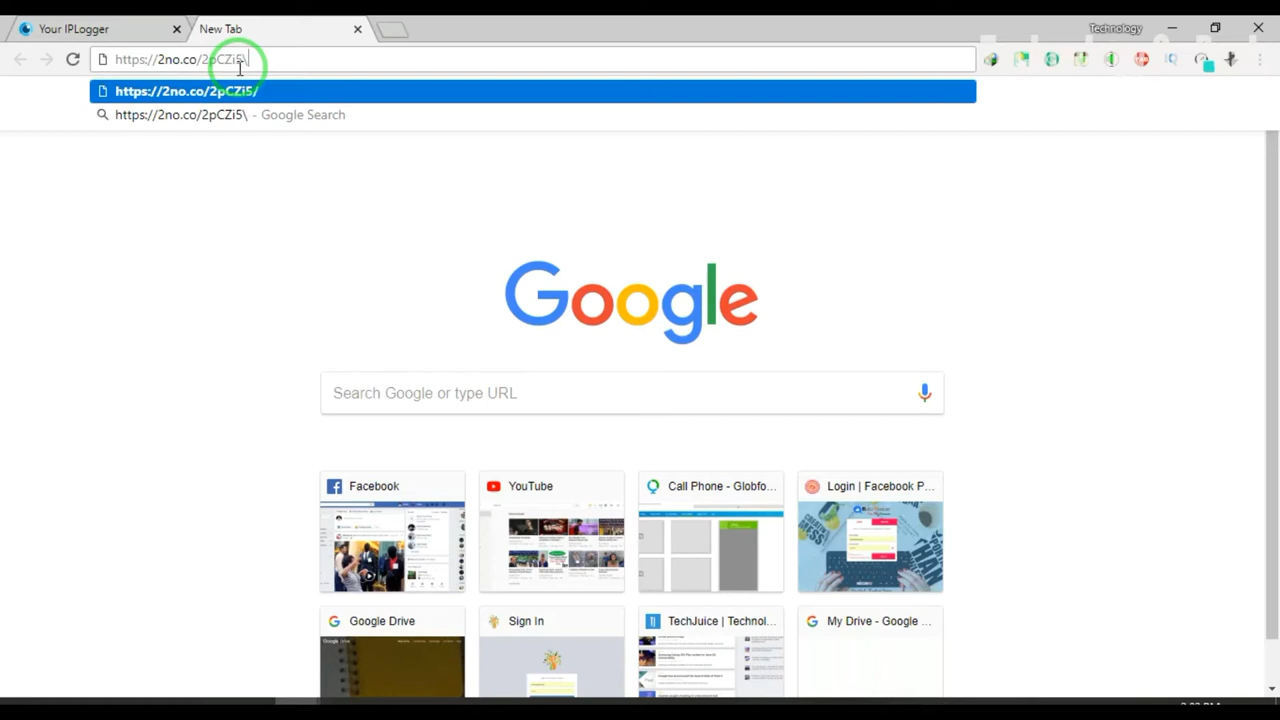 Your IPLogger
New Tab
Technology
https://2no.co/2pCZi5\
https://2no.co/2pCZi5/
https://2no.co/2pCZi5\ - Google Search
Google
Search Google or type URL
Facebook
YouTube
Call Phone - Globfo...
Login | Facebook P...
Google Drive
Sign In
TechJuice | Technol...
My Drive - Google ...